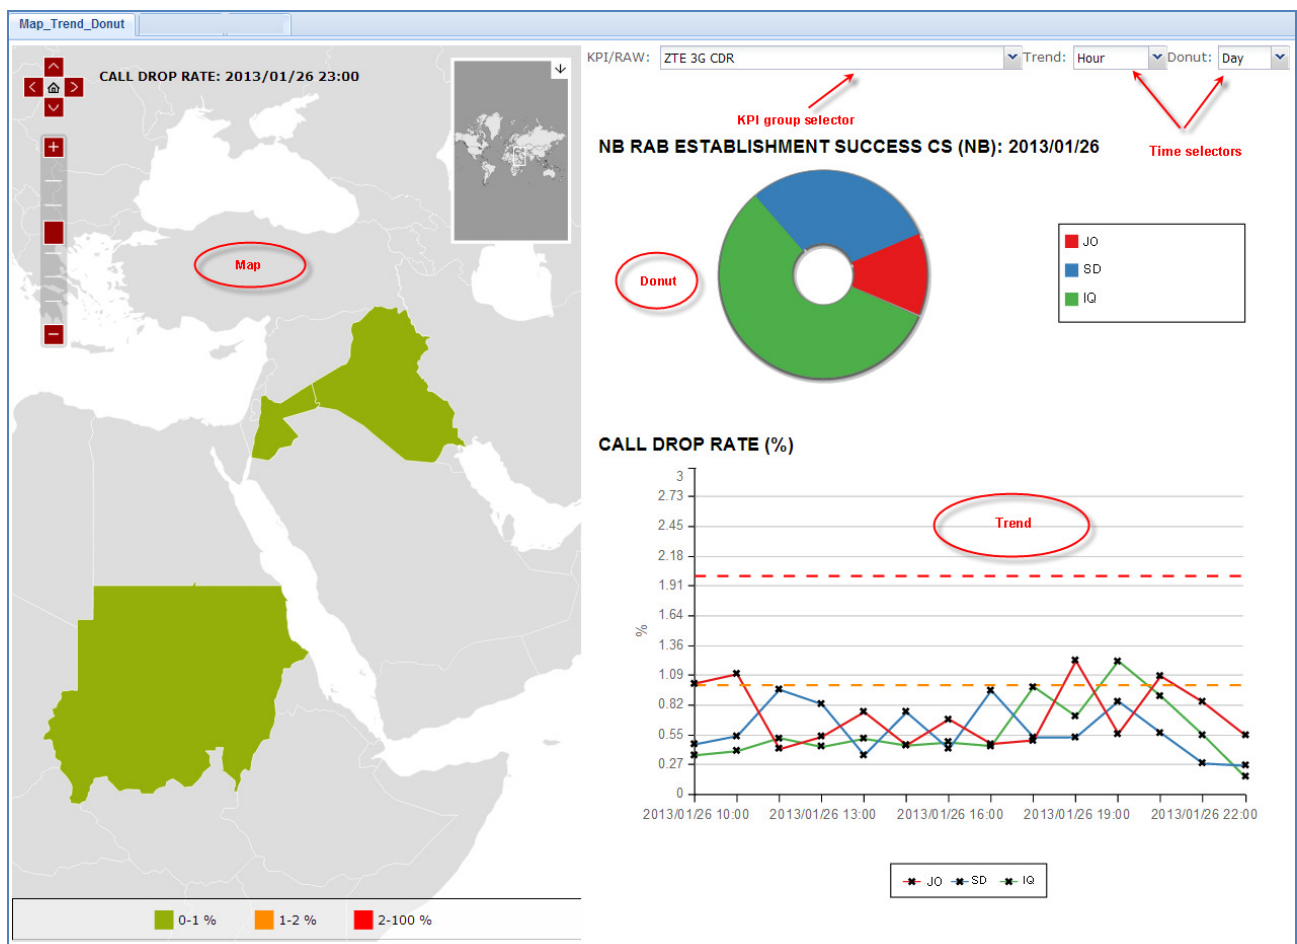 Map_Trend_Donut
CALL DROP RATE: 2013/01/26 23:00
Map
0-1 %
1-2 %
2-100 %
KPI/RAW: ZTE 3G CDR Trend: Hour Donut: Day
KPI group selector
Time selectors
NB RAB ESTABLISHMENT SUCCESS CS (NB): 2013/01/26
Donut
JO
SD
IQ
CALL DROP RATE (%)
Trend
3
2.73
2.45
2.18
1.91
1.64
1.36
1.09
0.82
0.55
0.27
0
%
2013/01/26 10:00 2013/01/26 13:00 2013/01/26 16:00 2013/01/26 19:00 2013/01/26 22:00
JO SD IQ